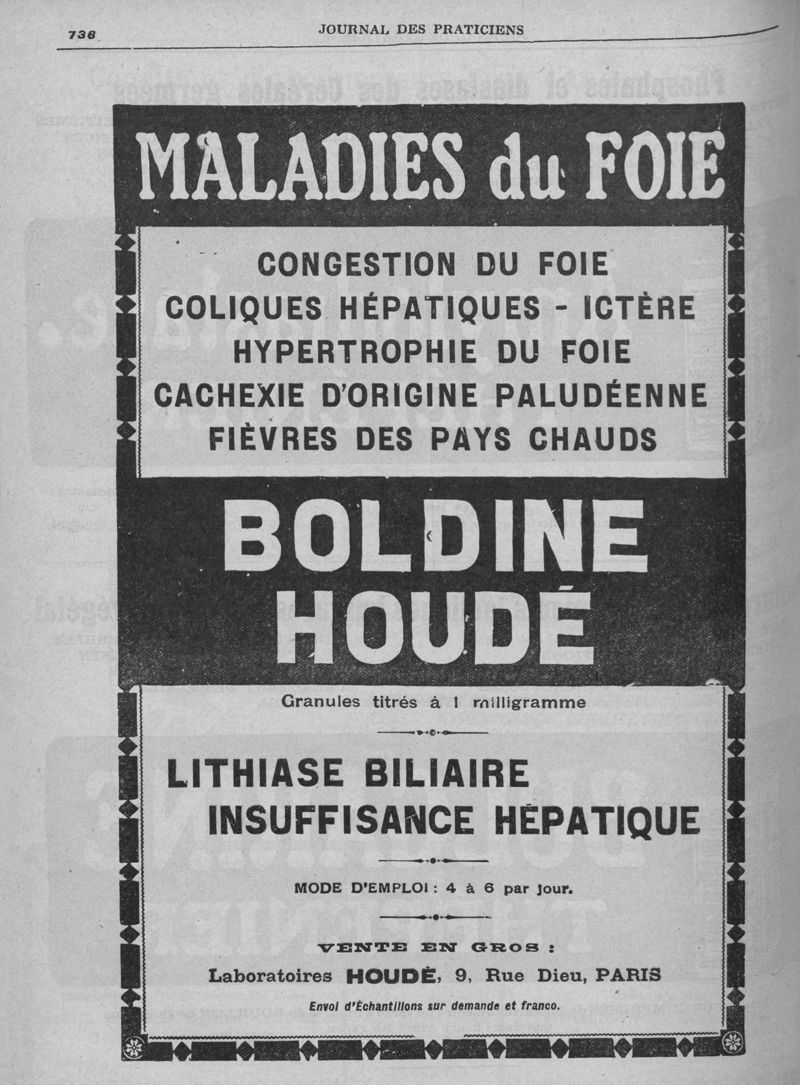 736
JOURNAL DES PRATICIENS
MALADIES du FOIE
CONGESTION DU FOIE
COLIQUES HÉPATIQUES - ICTÈRE
HYPERTROPHIE DU FOIE
CACHEXIE D'ORIGINE PALUDÉENNE
FIÈVRES DES PAYS CHAUDS
BOLDINE
HOUDÉ
Granules titrés à 1 milligramme
LITHIASE BILIAIRE
INSUFFISANCE HÉPATIQUE
MODE D'EMPLOI : 4 à 6 par jour.
VENTE EN GROS :
Laboratoires HOUDÈ, 9, Rue Dieu, PARIS
Envoi d'Échantillons sur demande et franco.